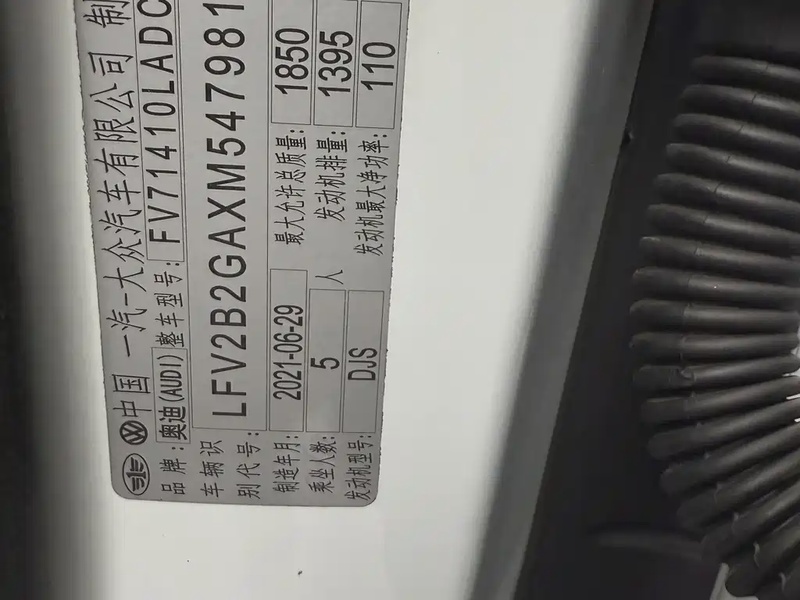 中国 一汽-大众汽车有限公司 制
品牌:奥迪(AUDI) 整车型号: FV71410LADC
车辆识
别代号: LFV2B2GAXM547981
制造年月: 2021-06-29 最大允许总质量: 1850
乘坐人数: 5 人 发动机排量: 1395
发动机型号: DJS 发动机最大净功率: 110